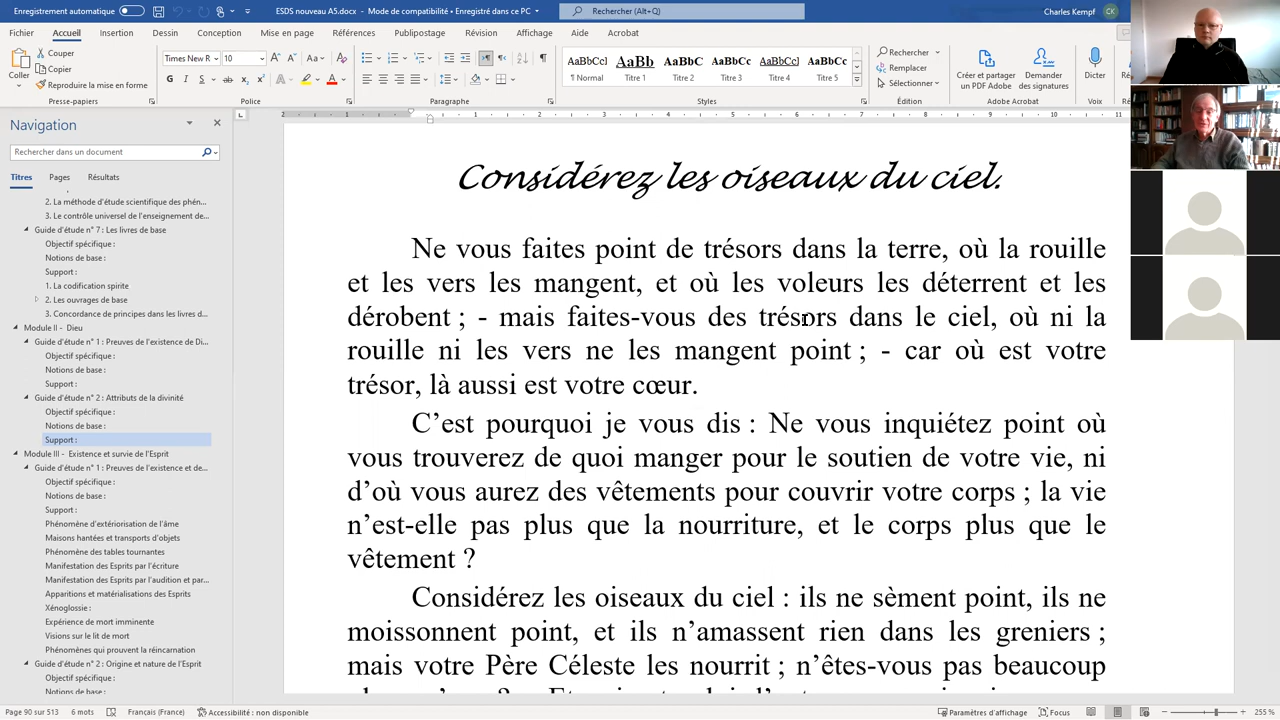 Enregistrement automatique
ESDS nouveau A5.docx - Mode de compatibilité • Enregistré dans ce PC
Rechercher (Alt+Q)
Charles Kempf
CK
Fichier Accueil Insertion Dessin Conception Mise en page Références Publipostage Révision Affichage Aide Acrobat
Coller
Couper
Copier
Reproduire la mise en forme
Presse-papiers
Times New R
10
G I S
Police
Paragraphe
AaBbCcI AaBb AaBbC AaBbCc AaBbCcI AaBbCc
¶ Normal Titre 1 Titre 2 Titre 3 Titre 4 Titre 5
Styles
Rechercher
Remplacer
Sélectionner
Édition
Créer et partager un PDF Adobe
Demander des signatures
Adobe Acrobat
Dicter
Voix
Navigation
Rechercher dans un document
Titres Pages Résultats
2. La méthode d'étude scientifique des phén...
3. Le contrôle universel de l'enseignement de...
Guide d'étude n° 7 : Les livres de base
Objectif spécifique :
Notions de base :
Support :
1. La codification spirite
2. Les ouvrages de base
3. Concordance de principes dans les livres d...
Module II - Dieu
Guide d'étude n° 1 : Preuves de l'existence de Di...
Objectif spécifique :
Notions de base :
Support :
Guide d'étude n° 2 : Attributs de la divinité
Objectif spécifique :
Notions de base :
Support :
Module III - Existence et survie de l'Esprit
Guide d'étude n° 1 : Preuves de l'existence et de...
Objectif spécifique :
Notions de base :
Support :
Phénomène d'extériorisation de l'âme
Maisons hantées et transports d'objets
Phénomène des tables tournantes
Manifestation des Esprits par l'écriture
Manifestation des Esprits par l'audition et par...
Apparitions et matérialisations des Esprits
Xénoglossie :
Expérience de mort imminente
Visions sur le lit de mort
Phénomènes qui prouvent la réincarnation
Guide d'étude n° 2 : Origine et nature de l'Esprit
Objectif spécifique :
Notions de base :
2 1 1 2 3 4 5 6 7 8 9 10 11
Considérez les oiseaux du ciel.
Ne vous faites point de trésors dans la terre, où la rouille
et les vers les mangent, et où les voleurs les déterrent et les
dérobent ; - mais faites-vous des trésors dans le ciel, où ni la
rouille ni les vers ne les mangent point ; - car où est votre
trésor, là aussi est votre cœur.
C'est pourquoi je vous dis : Ne vous inquiétez point où
vous trouverez de quoi manger pour le soutien de votre vie, ni
d'où vous aurez des vêtements pour couvrir votre corps ; la vie
n'est-elle pas plus que la nourriture, et le corps plus que le
vêtement ?
Considérez les oiseaux du ciel : ils ne sèment point, ils ne
moissonnent point, et ils n'amassent rien dans les greniers ;
mais votre Père Céleste les nourrit ; n'êtes-vous pas beaucoup
Page 90 sur 513 6 mots Français (France) Accessibilité : non disponible
Paramètres d'affichage Focus 255 %